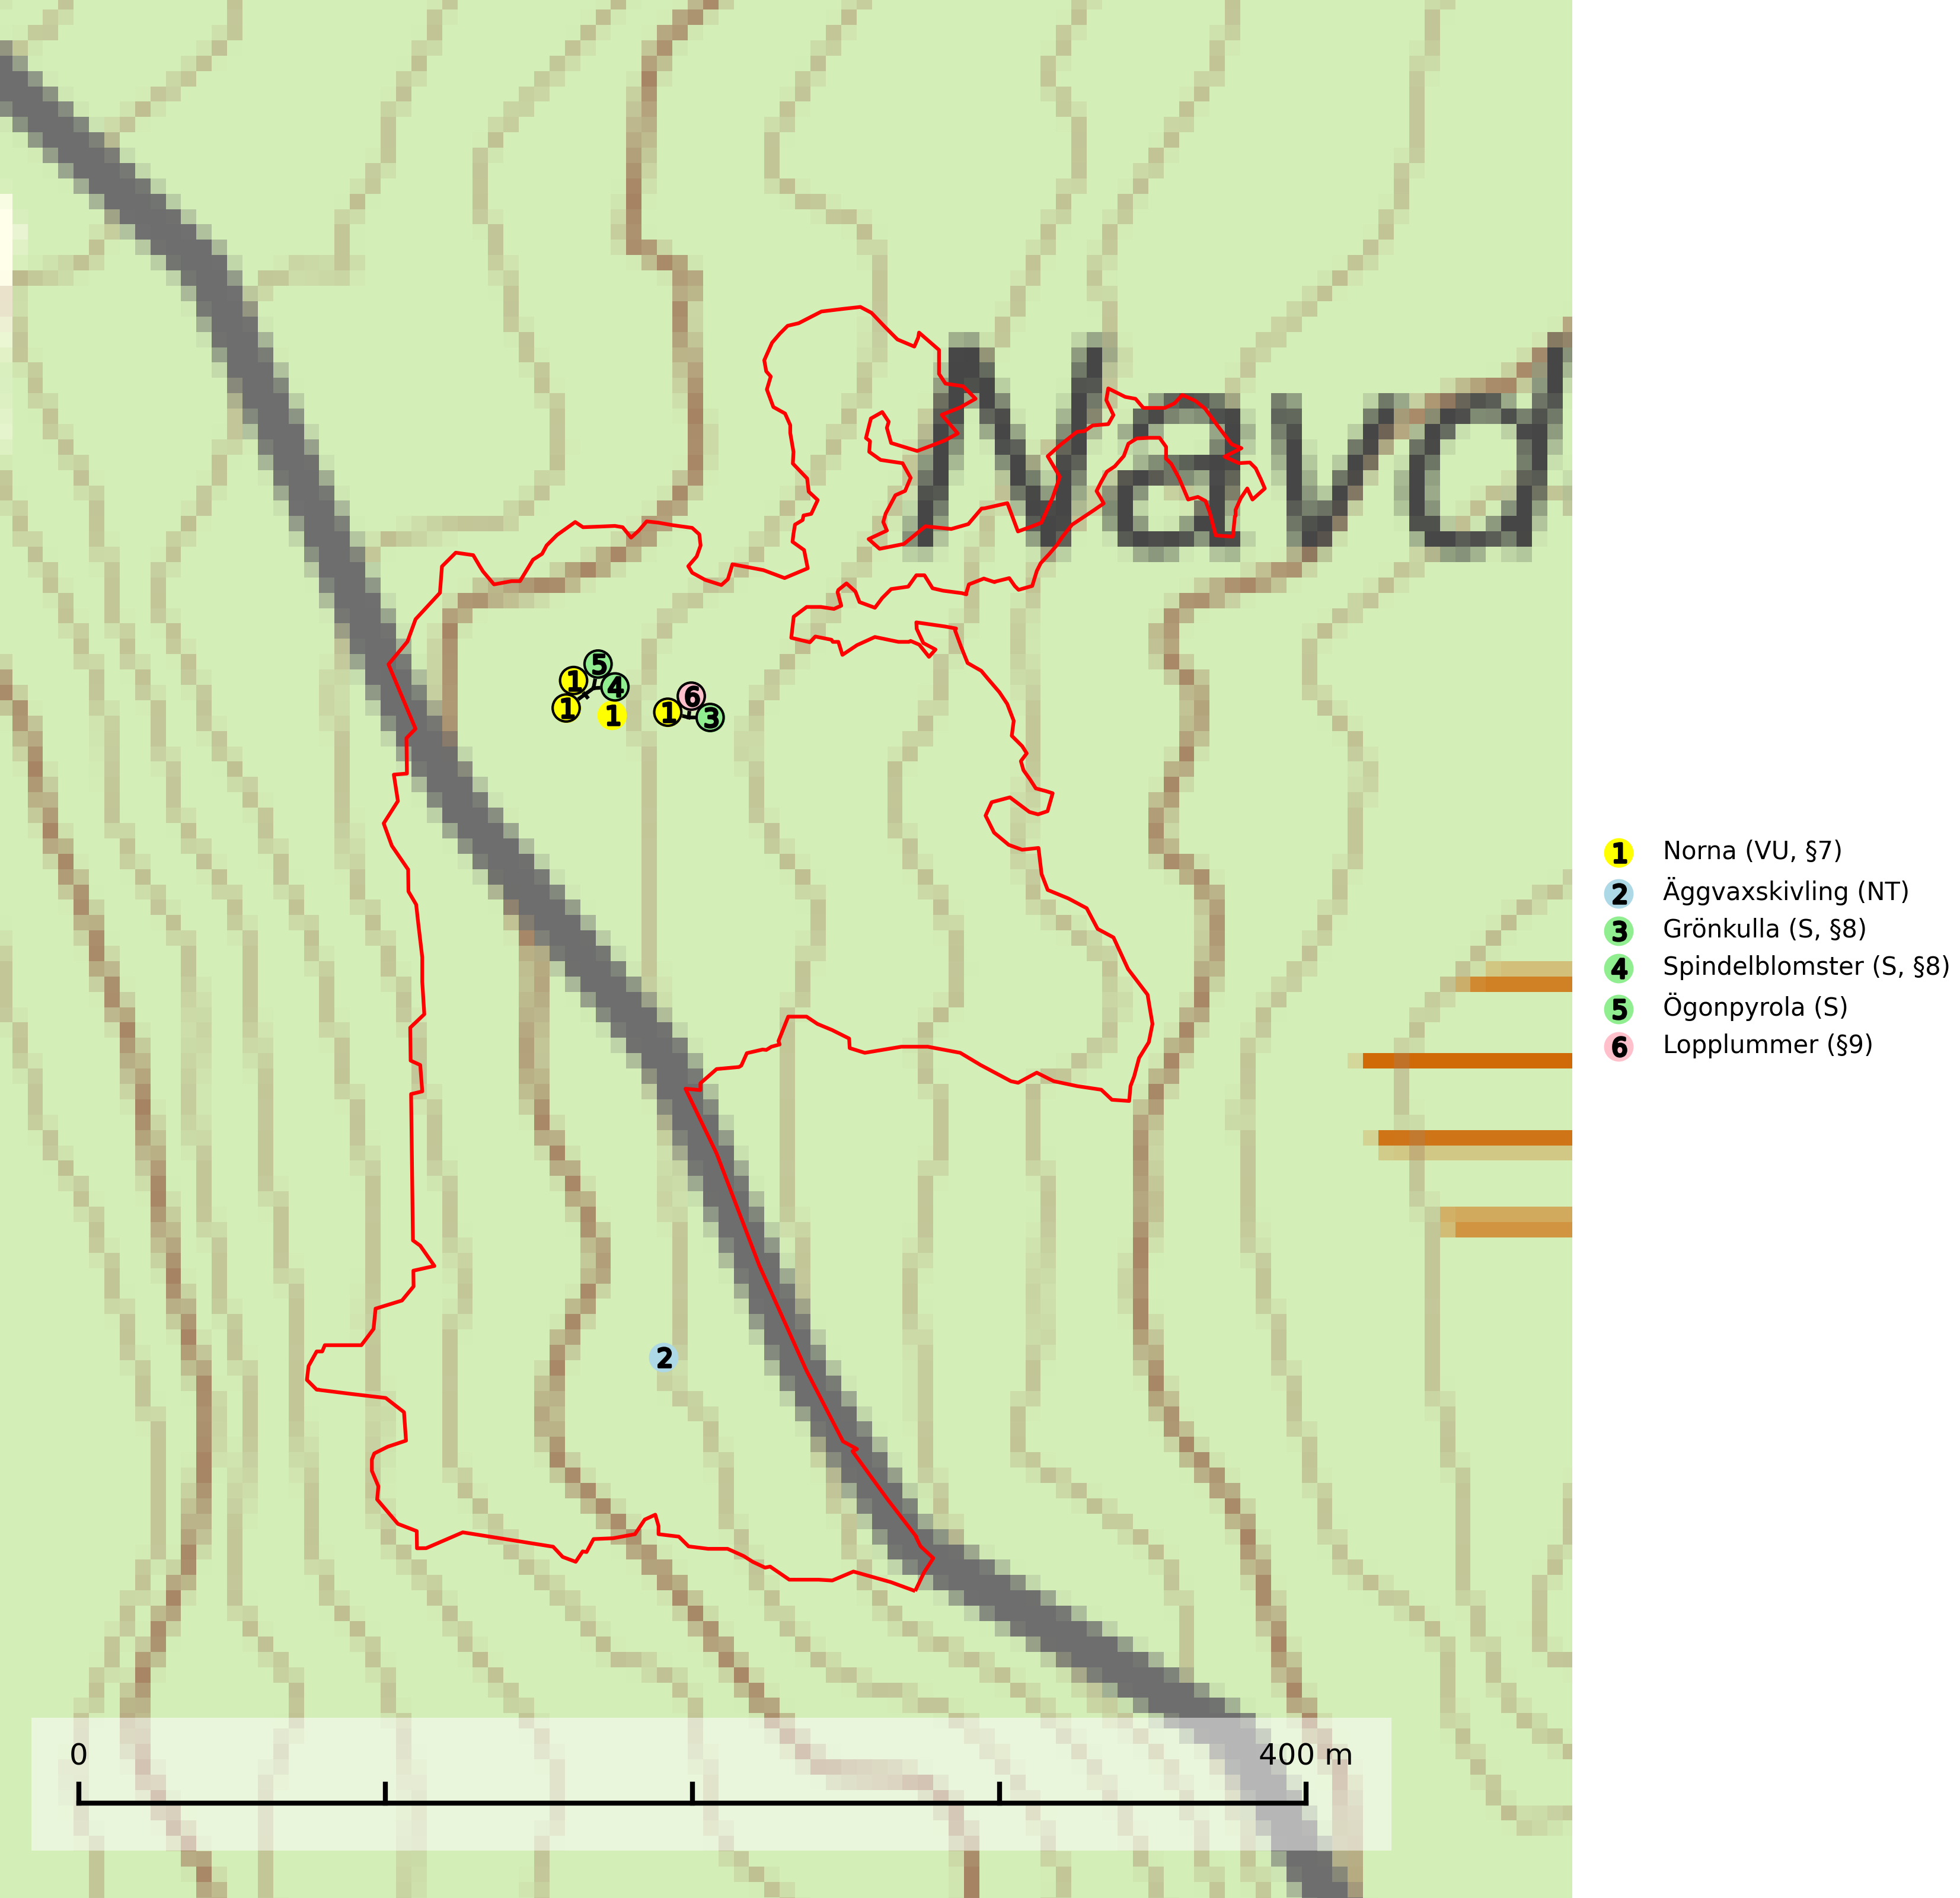 Nava
5
1 4
1 1 1 6 3
1 Norna (VU, §7)
2 Äggvaxskivling (NT)
3 Grönkulla (S, §8)
4 Spindelblomster (S, §8)
5 Ögonpyrola (S)
6 Lopplummer (§9)
2
0 400 m